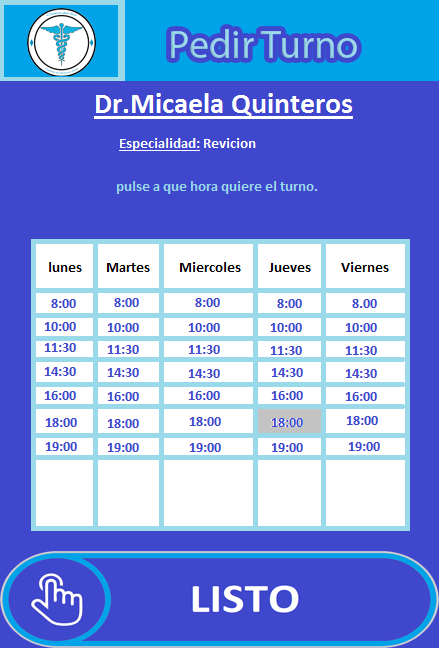 Pedir Turno
Dr.Micaela Quinteros
Especialidad: Revicion
pulse a que hora quiere el turno.
lunes Martes Miercoles Jueves Viernes
8:00 8:00 8:00 8:00 8.00
10:00 10:00 10:00 10:00 10:00
11:30 11:30 11:30 11:30 11:30
14:30 14:30 14:30 14:30 14:30
16:00 16:00 16:00 16:00 16:00
18:00 18:00 18:00 18:00 18:00
19:00 19:00 19:00 19:00 19:00
LISTO